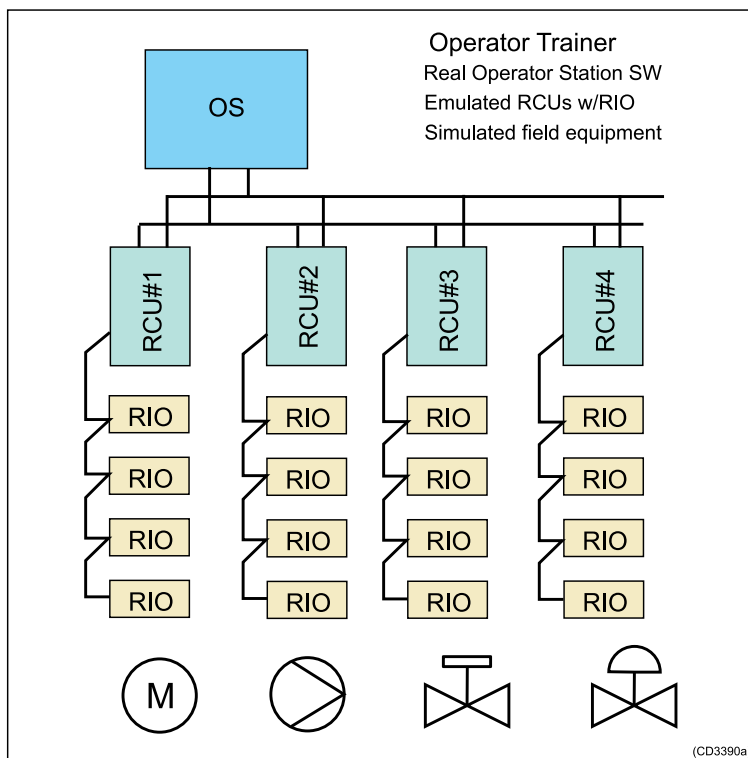 Operator Trainer
Real Operator Station SW
Emulated RCUs w/RIO
Simulated field equipment
OS
RCU#1
RCU#2
RCU#3
RCU#4
RIO RIO RIO RIO
RIO RIO RIO RIO
RIO RIO RIO RIO
RIO RIO RIO RIO
M
(CD3390a